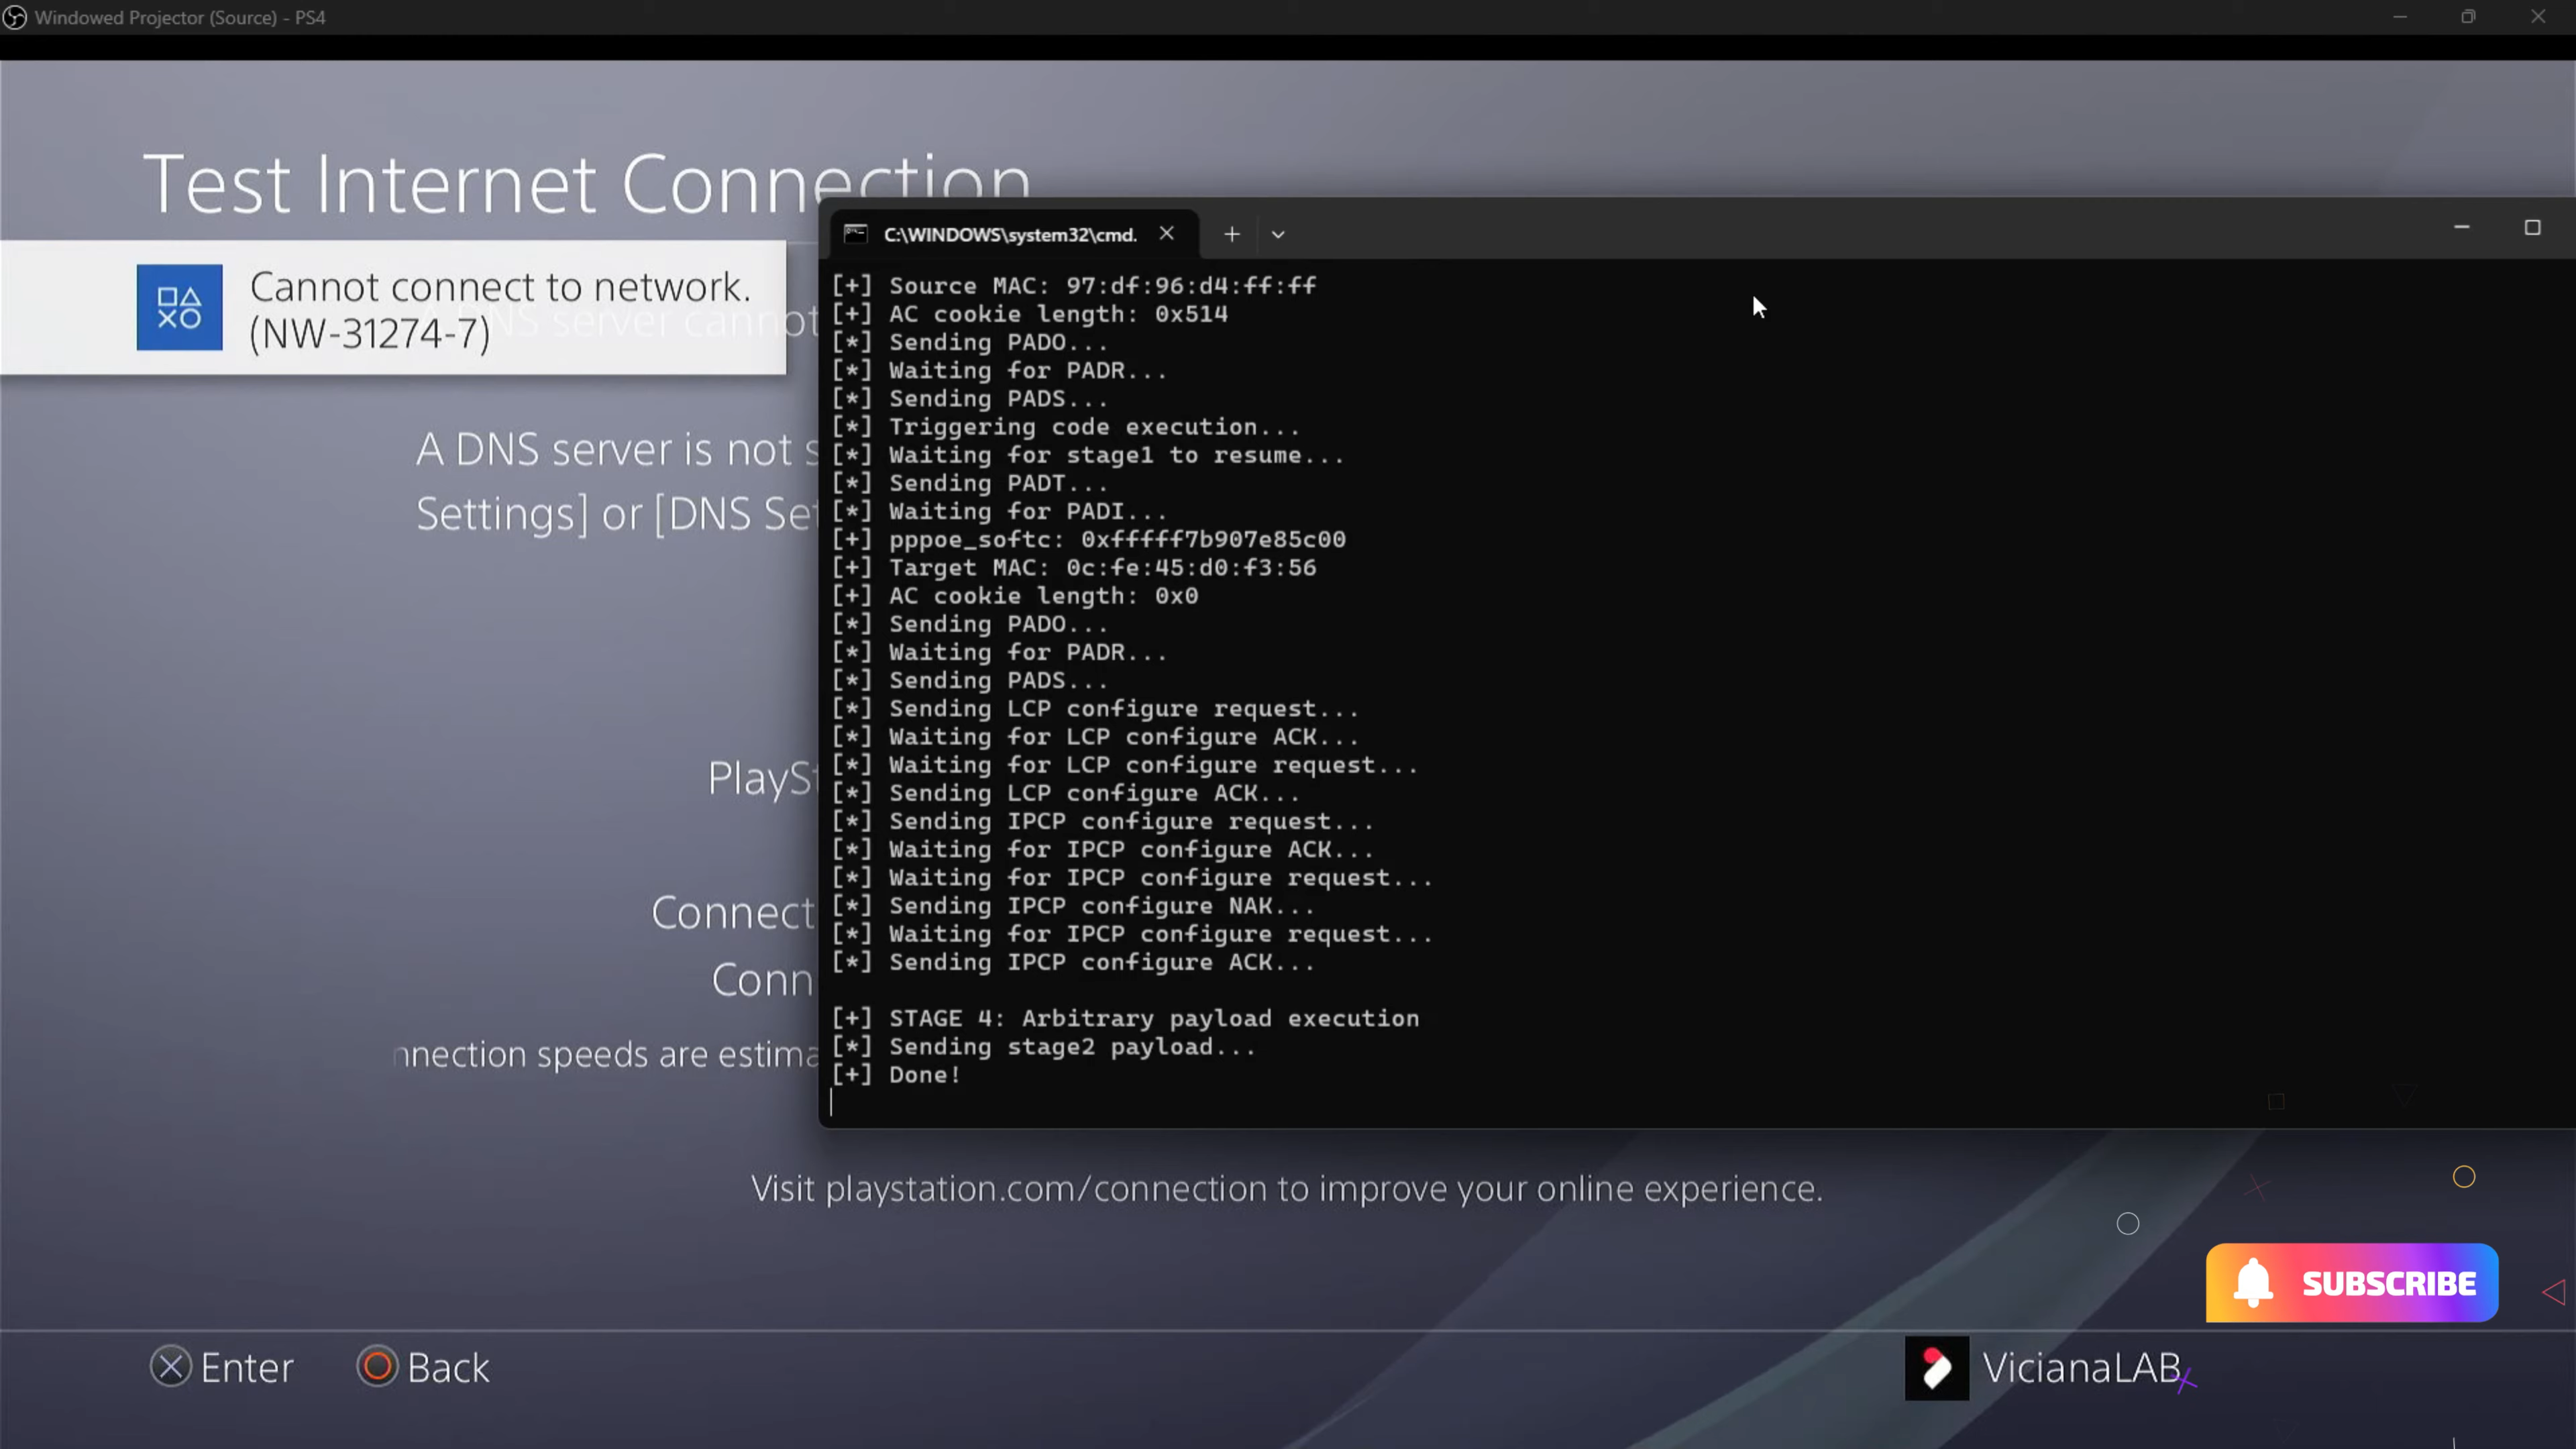 Windowed Projector (Source) - PS4
Test Internet Connection
Cannot connect to network.
(NW-31274-7)
DNS server cannot
A DNS server is not s
Settings] or [DNS Set
PlaySt
Connect
Conn
nnection speeds are estima
C:\WINDOWS\system32\cmd.
[+] Source MAC: 97:df:96:d4:ff:ff
[+] AC cookie length: 0x514
[*] Sending PADO...
[*] Waiting for PADR...
[*] Sending PADS...
[*] Triggering code execution...
[*] Waiting for stage1 to resume...
[*] Sending PADT...
[*] Waiting for PADI...
[+] pppoe_softc: 0xfffff7b907e85c00
[+] Target MAC: 0c:fe:45:d0:f3:56
[+] AC cookie length: 0x0
[*] Sending PADO...
[*] Waiting for PADR...
[*] Sending PADS...
[*] Sending LCP configure request...
[*] Waiting for LCP configure ACK...
[*] Waiting for LCP configure request...
[*] Sending LCP configure ACK...
[*] Sending IPCP configure request...
[*] Waiting for IPCP configure ACK...
[*] Waiting for IPCP configure request...
[*] Sending IPCP configure NAK...
[*] Waiting for IPCP configure request...
[*] Sending IPCP configure ACK...
[+] STAGE 4: Arbitrary payload execution
[*] Sending stage2 payload...
[+] Done!
Visit playstation.com/connection to improve your online experience.
SUBSCRIBE
Enter
Back
VicianaLAB